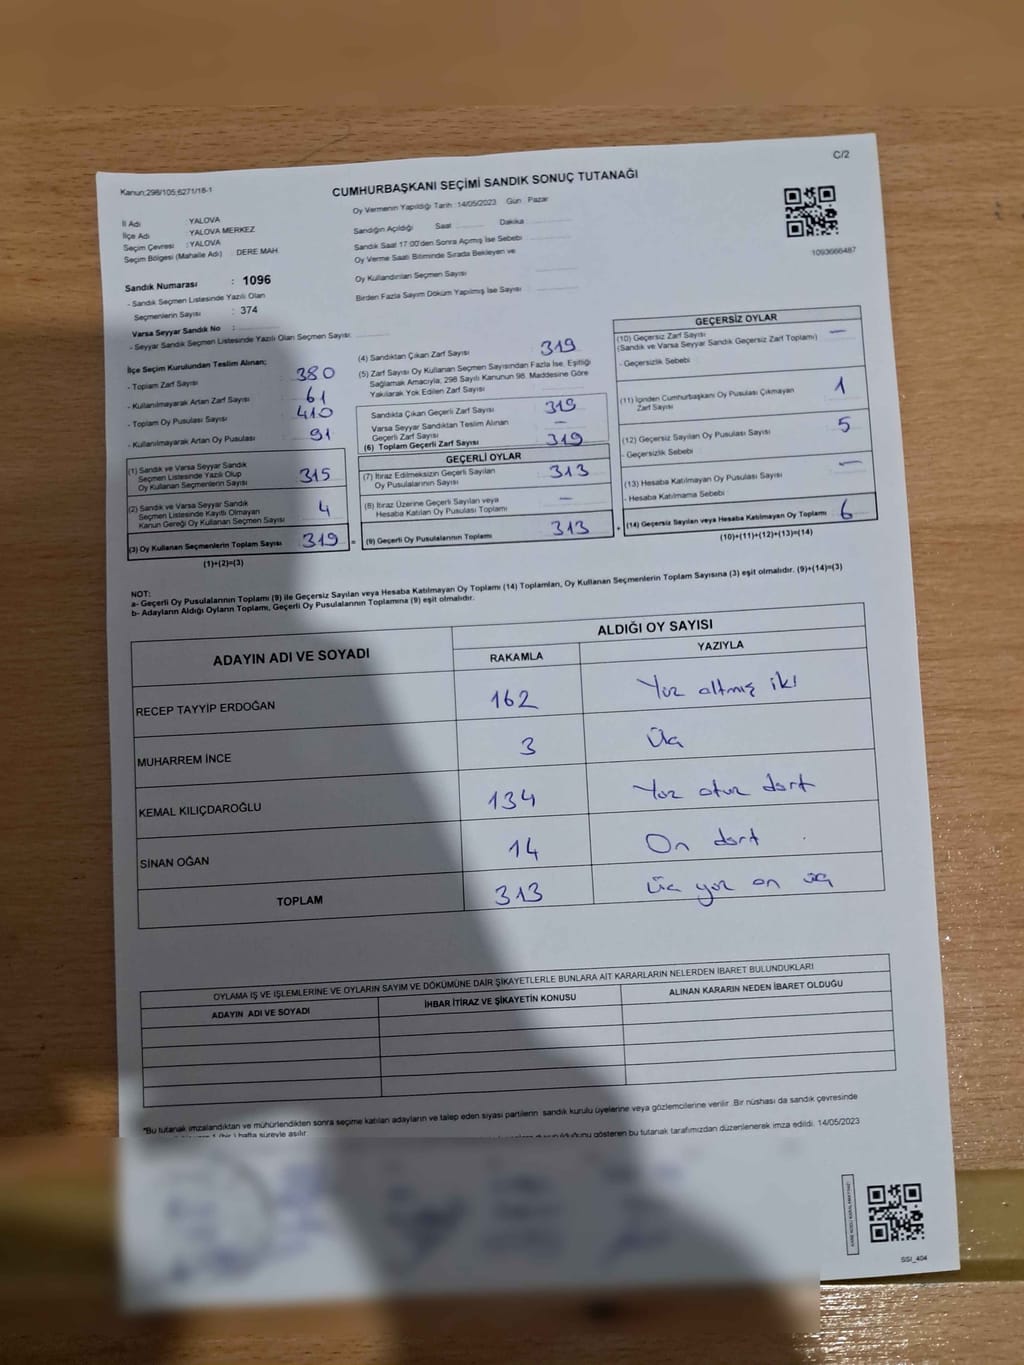 C/2
Kanun;298/105;6271/18-1
CUMHURBAŞKANI SEÇİMİ SANDIK SONUÇ TUTANAĞI
İl Adı : YALOVA
İlçe Adı : YALOVA MERKEZ
Seçim Çevresi : YALOVA
Seçim Bölgesi (Mahalle Adı) : DERE MAH.
Sandık Numarası : 1096
- Sandık Seçmen Listesinde Yazılı Olan
Seçmenlerin Sayısı : 374
Varsa Seyyar Sandık No :
- Seyyar Sandık Seçmen Listesinde Yazılı Olan Seçmen Sayısı:
Oy Vermenin Yapıldığı Tarih : 14/05/2023 Gün : Pazar
Sandığın Açıldığı Saat Dakika
Sandık Saat 17.00'den Sonra Açılmış İse Sebebi
Oy Verme Saati Bitiminde Sırada Bekleyen ve
Oy Kullandırılan Seçmen Sayısı
Birden Fazla Sayım Döküm Yapılmış İse Sayısı
1093666487
İlçe Seçim Kurulundan Teslim Alınan;
- Toplam Zarf Sayısı : 380
- Kullanılmayarak Artan Zarf Sayısı : 61
- Toplam Oy Pusulası Sayısı : 410
- Kullanılmayarak Artan Oy Pusulası : 91
(1) Sandık ve Varsa Seyyar Sandık
Seçmen Listesinde Yazılı Olup
Oy Kullanan Seçmenlerin Sayısı : 315
(2) Sandık ve Varsa Seyyar Sandık
Seçmen Listesinde Kayıtlı Olmayan
Kanun Gereği Oy Kullanan Seçmen Sayısı : 4
(3) Oy Kullanan Seçmenlerin Toplam Sayısı : 319 =
(1)+(2)=(3)
(4) Sandıktan Çıkan Zarf Sayısı : 319
(5) Zarf Sayısı Oy Kullanan Seçmen Sayısından Fazla İse, Eşitliği
Sağlamak Amacıyla, 298 Sayılı Kanunun 98. Maddesine Göre
Yakılarak Yok Edilen Zarf Sayısı
Sandıkta Çıkan Geçerli Zarf Sayısı : 319
Varsa Seyyar Sandıktan Teslim Alınan
Geçerli Zarf Sayısı : —
(6) Toplam Geçerli Zarf Sayısı : 319
GEÇERLİ OYLAR
(7) İtiraz Edilmeksizin Geçerli Sayılan
Oy Pusulalarının Sayısı : 313
(8) İtiraz Üzerine Geçerli Sayılan veya
Hesaba Katılan Oy Pusulası Toplamı : —
(9) Geçerli Oy Pusulalarının Toplamı : 313 +
GEÇERSİZ OYLAR
(10) Geçersiz Zarf Sayısı : —
(Sandık ve Varsa Seyyar Sandık Geçersiz Zarf Toplamı)
- Geçersizlik Sebebi
(11) İçinden Cumhurbaşkanı Oy Pusulası Çıkmayan
Zarf Sayısı : 1
(12) Geçersiz Sayılan Oy Pusulası Sayısı : 5
- Geçersizlik Sebebi
(13) Hesaba Katılmayan Oy Pusulası Sayısı : —
- Hesaba Katılmama Sebebi
(14) Geçersiz Sayılan veya Hesaba Katılmayan Oy Toplamı : 6
(10)+(11)+(12)+(13)=(14)
NOT:
a- Geçerli Oy Pusulalarının Toplamı (9) ile Geçersiz Sayılan veya Hesaba Katılmayan Oy Toplamı (14) Toplamları, Oy Kullanan Seçmenlerin Toplam Sayısına (3) eşit olmalıdır. (9)+(14)=(3)
b- Adayların Aldığı Oyların Toplamı, Geçerli Oy Pusulalarının Toplamına (9) eşit olmalıdır.
ADAYIN ADI VE SOYADI ALDIĞI OY SAYISI
RAKAMLA YAZIYLA
RECEP TAYYİP ERDOĞAN 162 Yüz altmış iki
MUHARREM İNCE 3 Üç
KEMAL KILIÇDAROĞLU 134 Yüz otuz dört
SİNAN OĞAN 14 On dört
TOPLAM 313 Üç yüz on üç
OYLAMA İŞ VE İŞLEMLERİNE VE OYLARIN SAYIM VE DÖKÜMÜNE DAİR ŞİKAYETLERLE BUNLARA AİT KARARLARIN NELERDEN İBARET BULUNDUKLARI
ADAYIN ADI VE SOYADI İHBAR İTİRAZ VE ŞİKAYETİN KONUSU ALINAN KARARIN NEDEN İBARET OLDUĞU
*Bu tutanak imzalandıktan ve mühürlendikten sonra seçime katılan adayların ve talep eden siyasi partilerin sandık kurulu üyelerine veya gözlemcilerine verilir .Bir nüshası da sandık çevresinde
1 (bir) hafta süreyle asılır. gösteren bu tutanak tarafımızdan düzenlenerek imza edildi. 14/05/2023
SSI_404